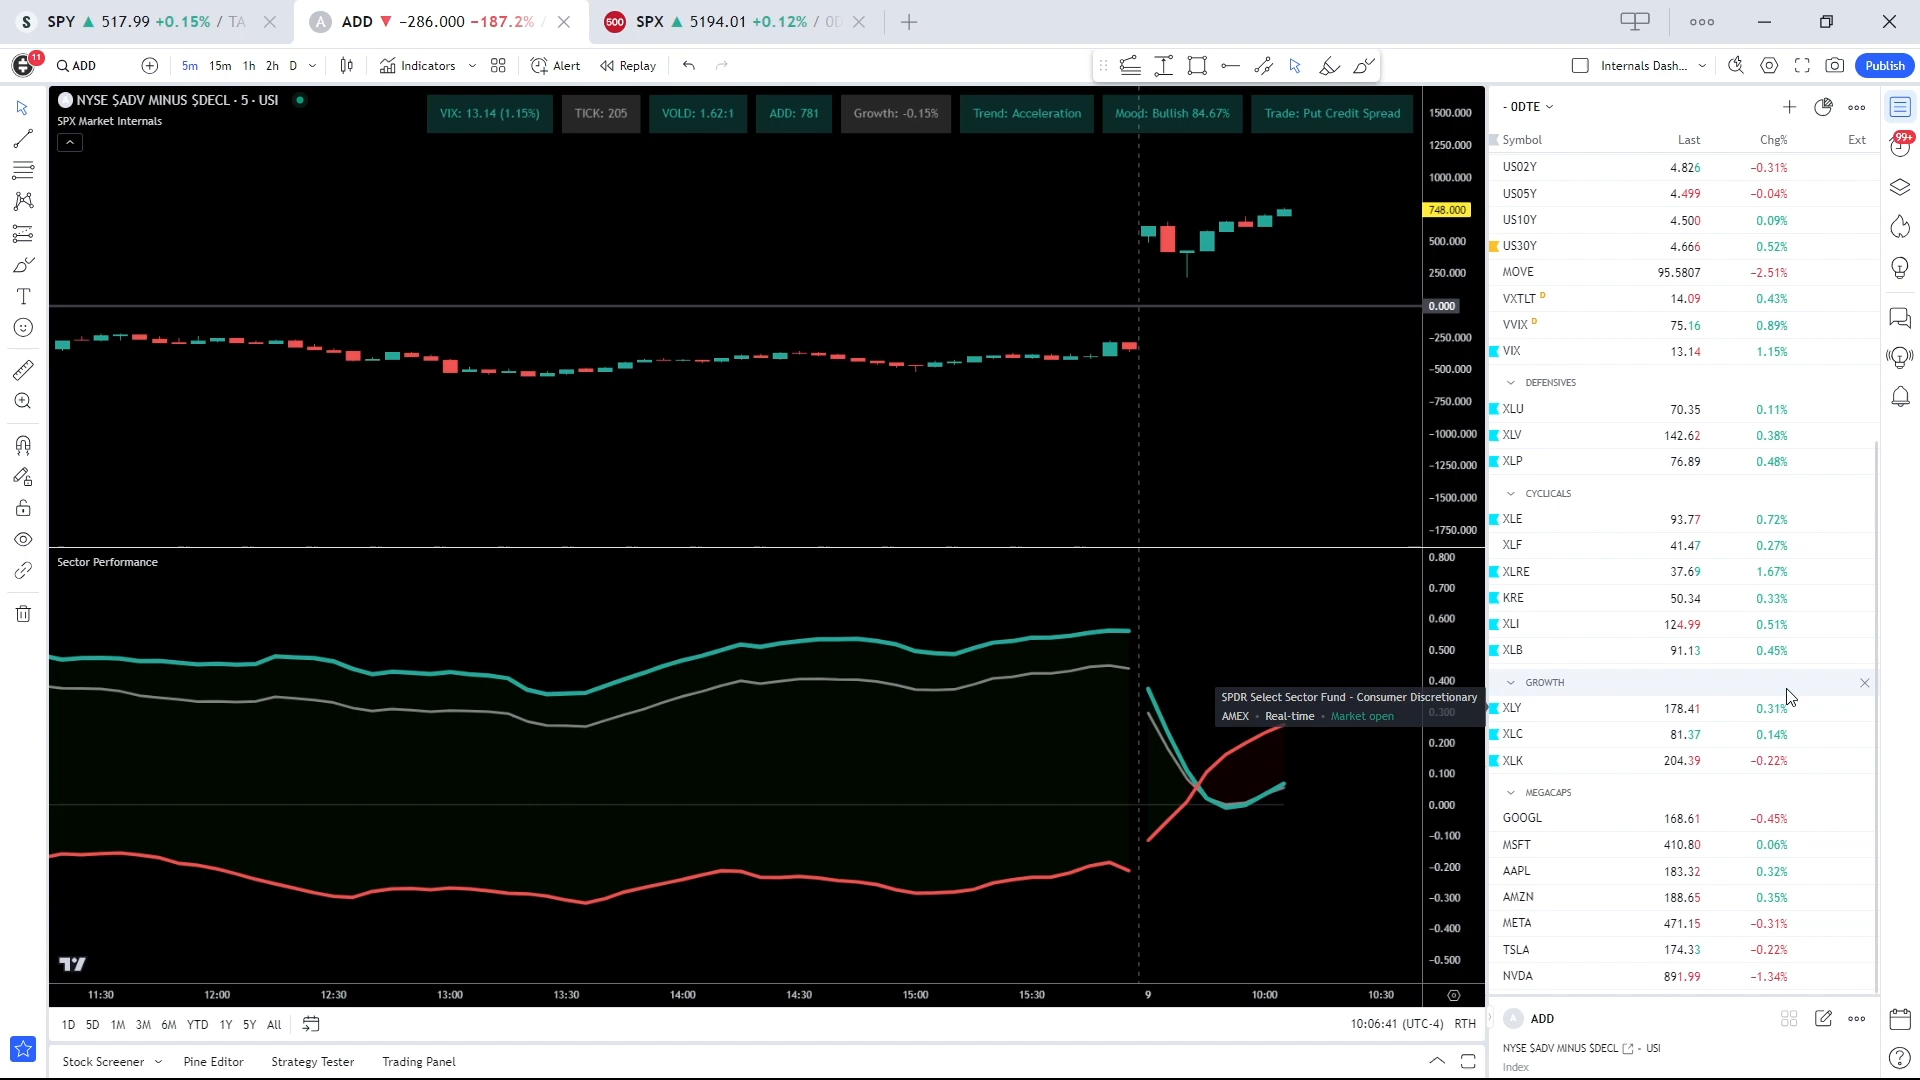 SPY ▲ 517.99 +0.15% / TA
A ADD ▼ −286.000 −187.2% /
500 SPX ▲ 5194.01 +0.12% / 0D
11
ADD
5m 15m 1h 2h D
Indicators
Alert
Replay
Internals Dash...
Publish
NYSE $ADV MINUS $DECL · 5 · USI
SPX Market Internals
VIX: 13.14 (1.15%)
TICK: 205
VOLD: 1.62:1
ADD: 781
Growth: -0.15%
Trend: Acceleration
Mood: Bullish 84.67%
Trade: Put Credit Spread
1500.000
1250.000
1000.000
748.000
500.000
250.000
0.000
−250.000
−500.000
−750.000
−1000.000
−1250.000
−1500.000
−1750.000
Sector Performance
0.800
0.700
0.600
0.500
0.400
0.300
0.200
0.100
0.000
−0.100
−0.200
−0.300
−0.400
−0.500
SPDR Select Sector Fund - Consumer Discretionary
AMEX • Real-time • Market open
11:30 12:00 12:30 13:00 13:30 14:00 14:30 15:00 15:30 9 10:00 10:30
1D 5D 1M 3M 6M YTD 1Y 5Y All
10:06:41 (UTC-4) RTH
Stock Screener
Pine Editor
Strategy Tester
Trading Panel
- 0DTE
99+
Symbol Last Chg% Ext
US02Y 4.826 −0.31%
US05Y 4.499 −0.04%
US10Y 4.500 0.09%
US30Y 4.666 0.52%
MOVE 95.5807 −2.51%
VXTLT D 14.09 0.43%
VVIX D 75.16 0.89%
VIX 13.14 1.15%
DEFENSIVES
XLU 70.35 0.11%
XLV 142.62 0.38%
XLP 76.89 0.48%
CYCLICALS
XLE 93.77 0.72%
XLF 41.47 0.27%
XLRE 37.69 1.67%
KRE 50.34 0.33%
XLI 124.99 0.51%
XLB 91.13 0.45%
GROWTH
XLY 178.41 0.31%
XLC 81.37 0.14%
XLK 204.39 −0.22%
MEGACAPS
GOOGL 168.61 −0.45%
MSFT 410.80 0.06%
AAPL 183.32 0.32%
AMZN 188.65 0.35%
META 471.15 −0.31%
TSLA 174.33 −0.22%
NVDA 891.99 −1.34%
A ADD
NYSE $ADV MINUS $DECL • USI
Index